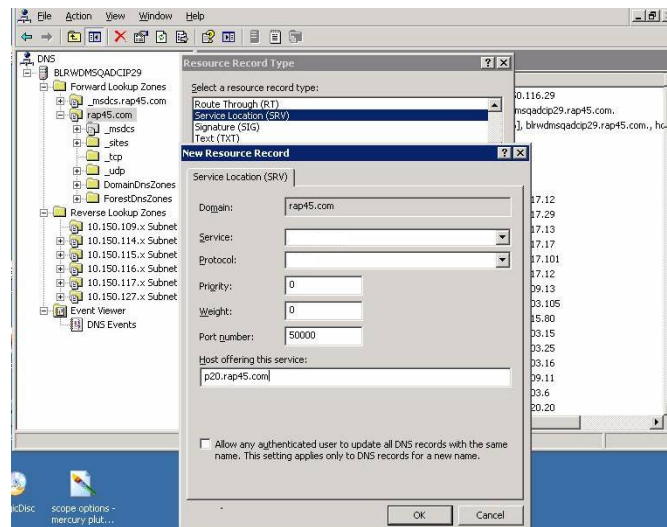 File Action View Window Help
DNS
BLRWDMSQADCIP29
Forward Lookup Zones
_msdcs.rap45.com
rap45.com
_msdcs
_sites
_tcp
_udp
DomainDnsZones
ForestDnsZones
Reverse Lookup Zones
10.150.109.x Subnet
10.150.114.x Subnet
10.150.115.x Subnet
10.150.116.x Subnet
10.150.117.x Subnet
10.150.127.x Subnet
Event Viewer
DNS Events
Resource Record Type
Select a resource record type:
Route Through (RT)
Service Location (SRV)
Signature (SIG)
Text (TXT)
New Resource Record
Service Location (SRV)
Domain: rap45.com
Service:
Protocol:
Priority: 0
Weight: 0
Port number: 50000
Host offering this service:
p20.rap45.com
Allow any authenticated user to update all DNS records with the same
name. This setting applies only to DNS records for a new name.
OK Cancel
0.116.29
msqadcip29.rap45.com.
], blrwdmsqadcip29.rap45.com., ho
17.12
17.29
17.13
17.17
17.101
17.12
09.13
03.105
15.80
03.15
03.25
03.16
09.11
03.6
20.20
icDisc
scope options -
mercury plut...